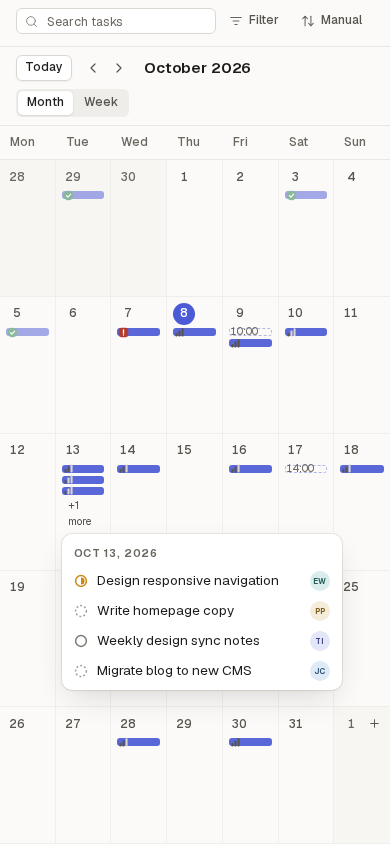 Search tasks
Filter
Manual
Today
October 2026
Month
Week
Mon Tue Wed Thu Fri Sat Sun
28 29 30 1 2 3 4
5 6 7 8 9 10 11
10:00
12 13 14 15 16 17 18
14:00
+1
more
OCT 13, 2026
Design responsive navigation EW
Write homepage copy PP
Weekly design sync notes TI
Migrate blog to new CMS JC
19 25
26 27 28 29 30 31 1